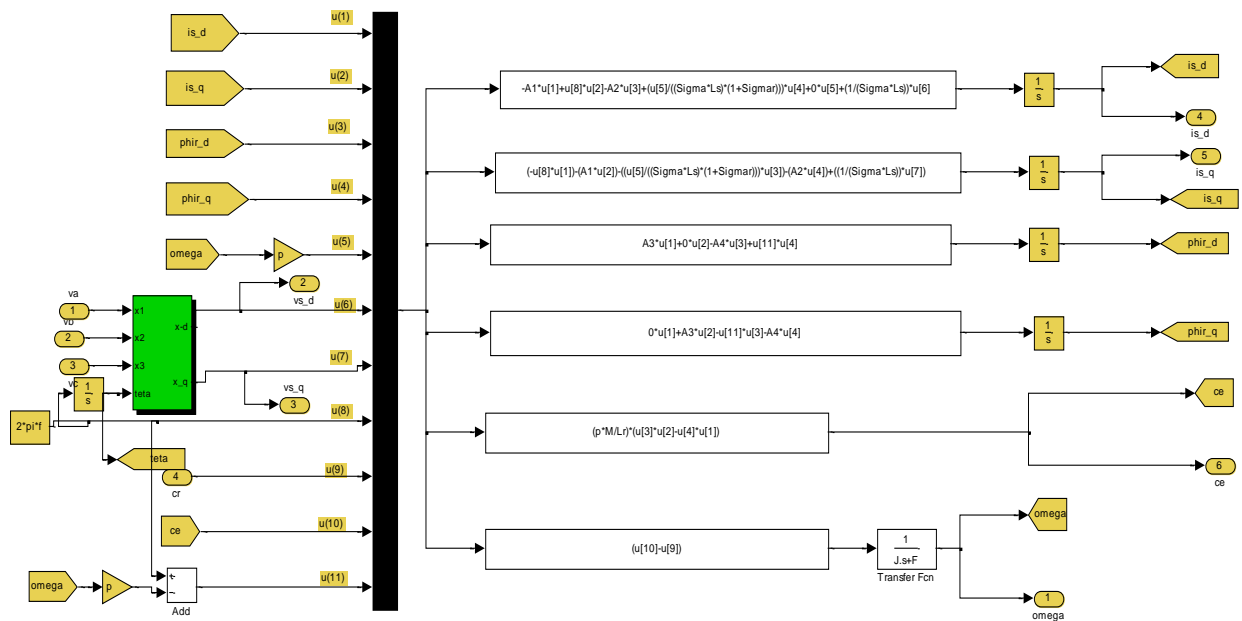 is_d
u(1)
is_q
u(2)
phir_d
u(3)
phir_q
u(4)
omega
p
u(5)
va
1
vb
2
3
vc
x1
x2
x3
teta
x-d
x_q
2
vs_d
u(6)
u(7)
vs_q
3
1
s
2*pi*f
u(8)
teta
4
cr
u(9)
ce
u(10)
omega
p
+
−
Add
u(11)
-A1*u[1]+u[8]*u[2]-A2*u[3]+(u[5]/((Sigma*Ls)*(1+Sigmar)))*u[4]+0*u[5]+(1/(Sigma*Ls))*u[6]
1
s
is_d
4
is_d
(-u[8]*u[1])-(A1*u[2])-((u[5]/((Sigma*Ls)*(1+Sigmar)))*u[3])-(A2*u[4])+((1/(Sigma*Ls))*u[7])
1
s
5
is_q
is_q
A3*u[1]+0*u[2]-A4*u[3]+u[11]*u[4]
1
s
phir_d
0*u[1]+A3*u[2]-u[11]*u[3]-A4*u[4]
1
s
phir_q
(p*M/Lr)*(u[3]*u[2]-u[4]*u[1])
ce
6
ce
(u[10]-u[9])
1
J.s+F
Transfer Fcn
omega
1
omega